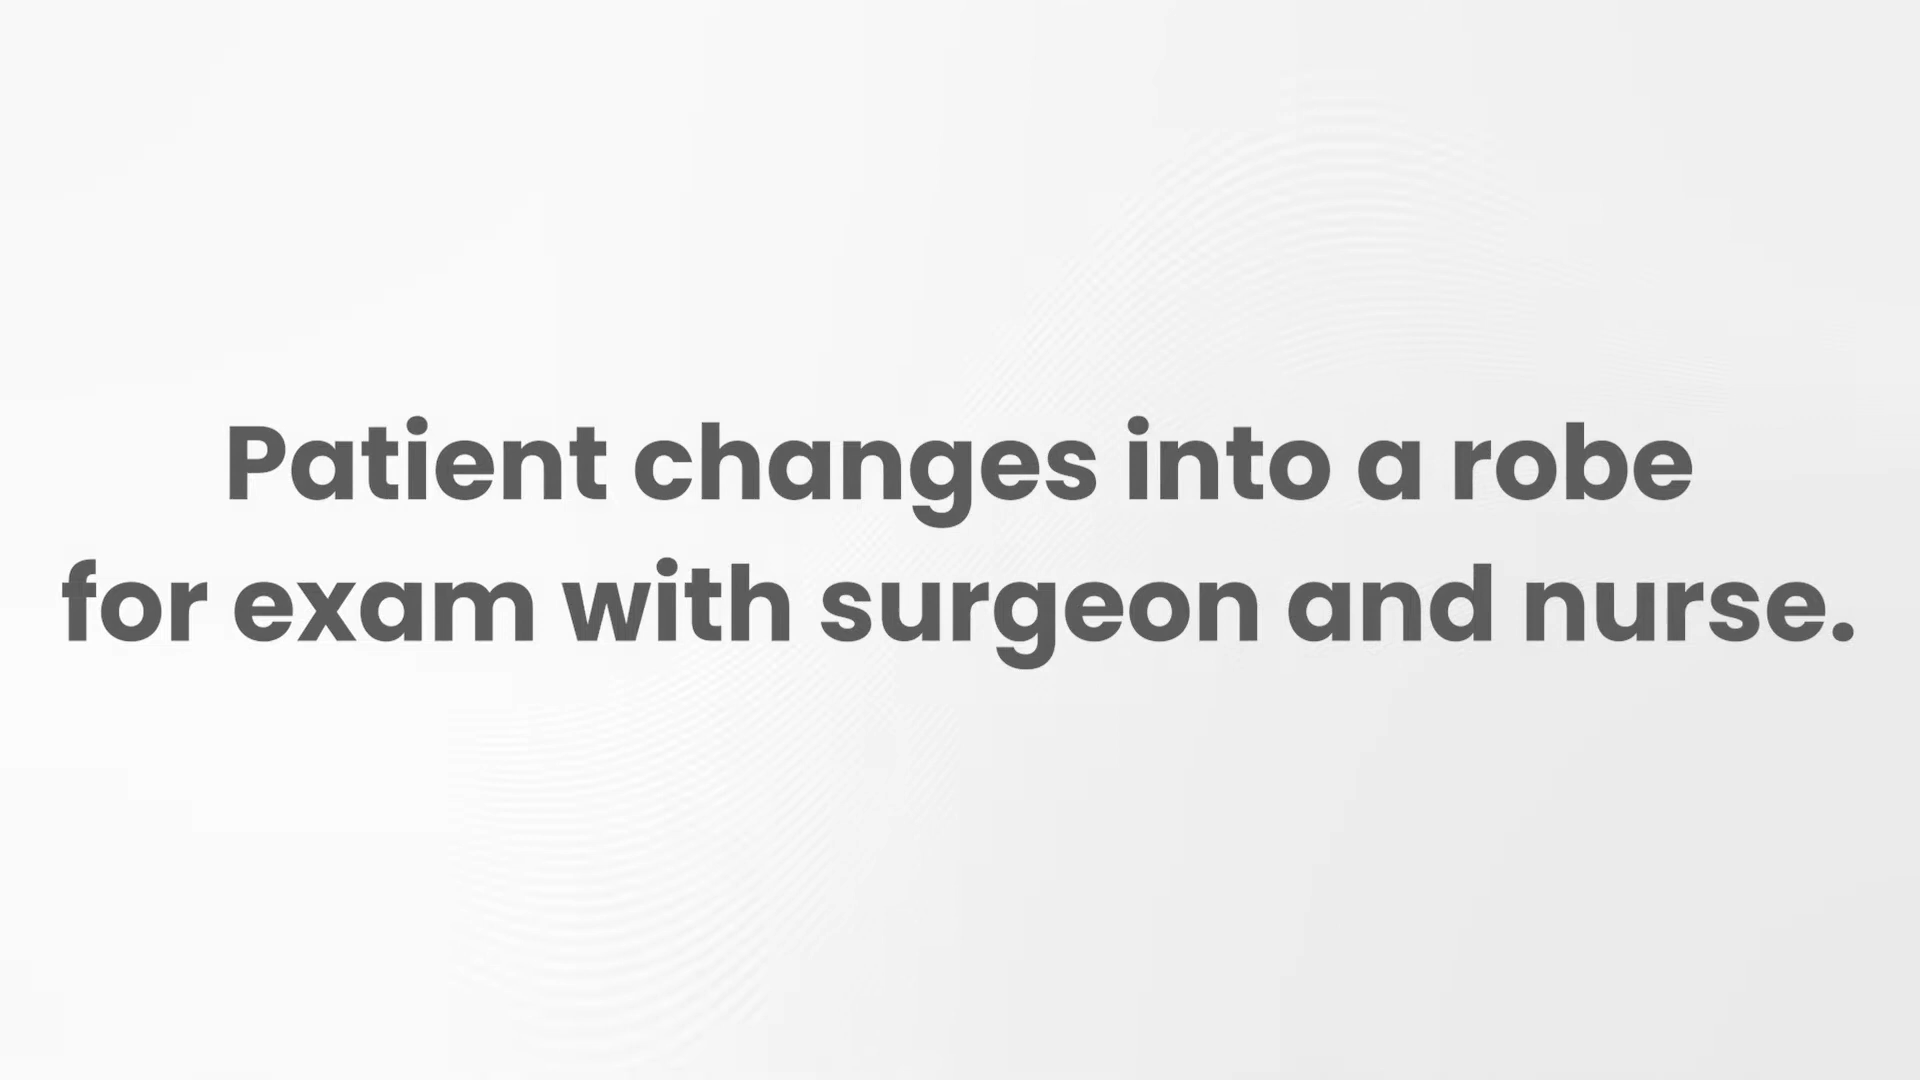 Patient changes into a robe
for exam with surgeon and nurse.